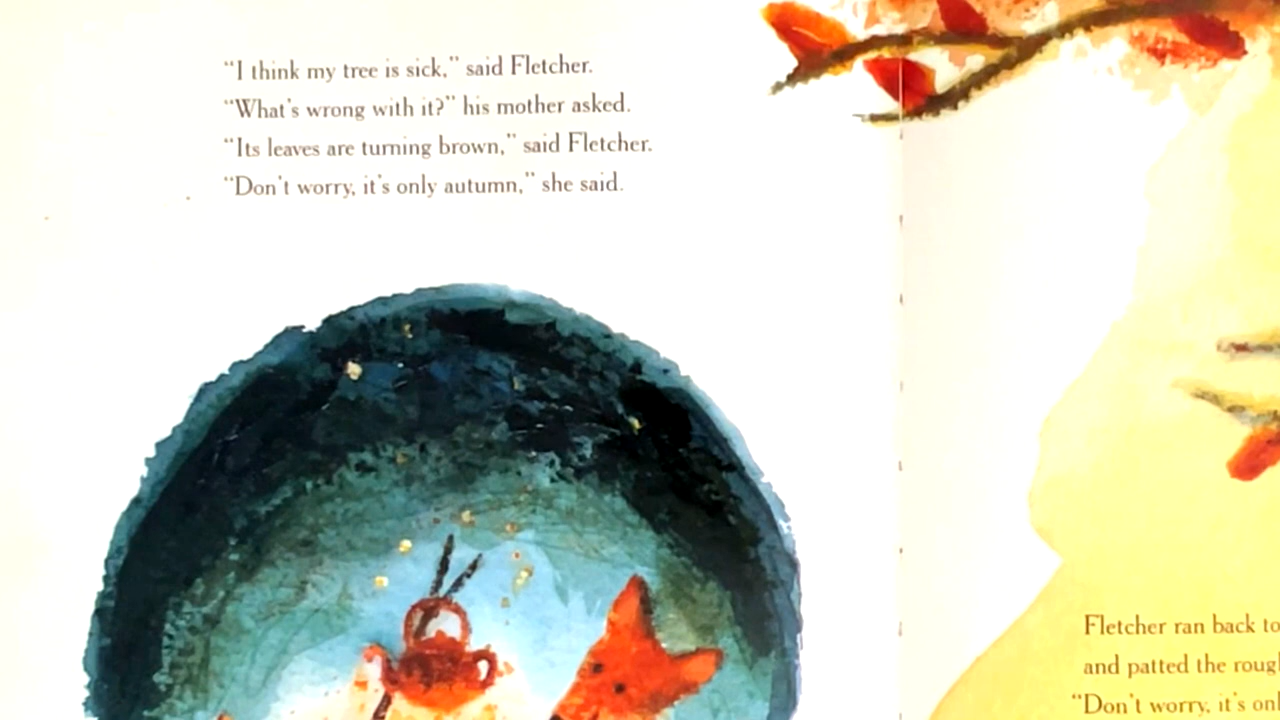 “I think my tree is sick,” said Fletcher.
“What's wrong with it?” his mother asked.
“Its leaves are turning brown,” said Fletcher.
“Don't worry, it's only autumn,” she said.
Fletcher ran back to
and patted the
“Don't worry, it's